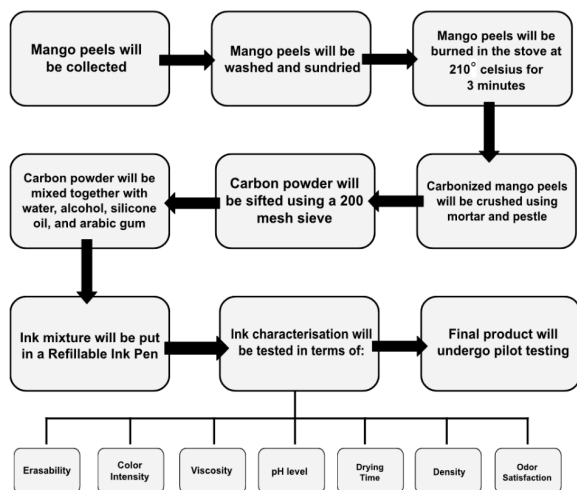 Mango peels will
be collected
Mango peels will be
washed and sundried
Mango peels will be
burned in the stove at
210° celsius for
3 minutes
Carbon powder will be
mixed together with
water, alcohol, silicone
oil, and arabic gum
Carbon powder will
be sifted using a 200
mesh sieve
Carbonized mango peels
will be crushed using
mortar and pestle
Ink mixture will be put
in a Refillable Ink Pen
Ink characterisation will
be tested in terms of:
Final product will
undergo pilot testing
Erasability
Color
Intensity
Viscosity
pH level
Drying
Time
Density
Odor
Satisfaction